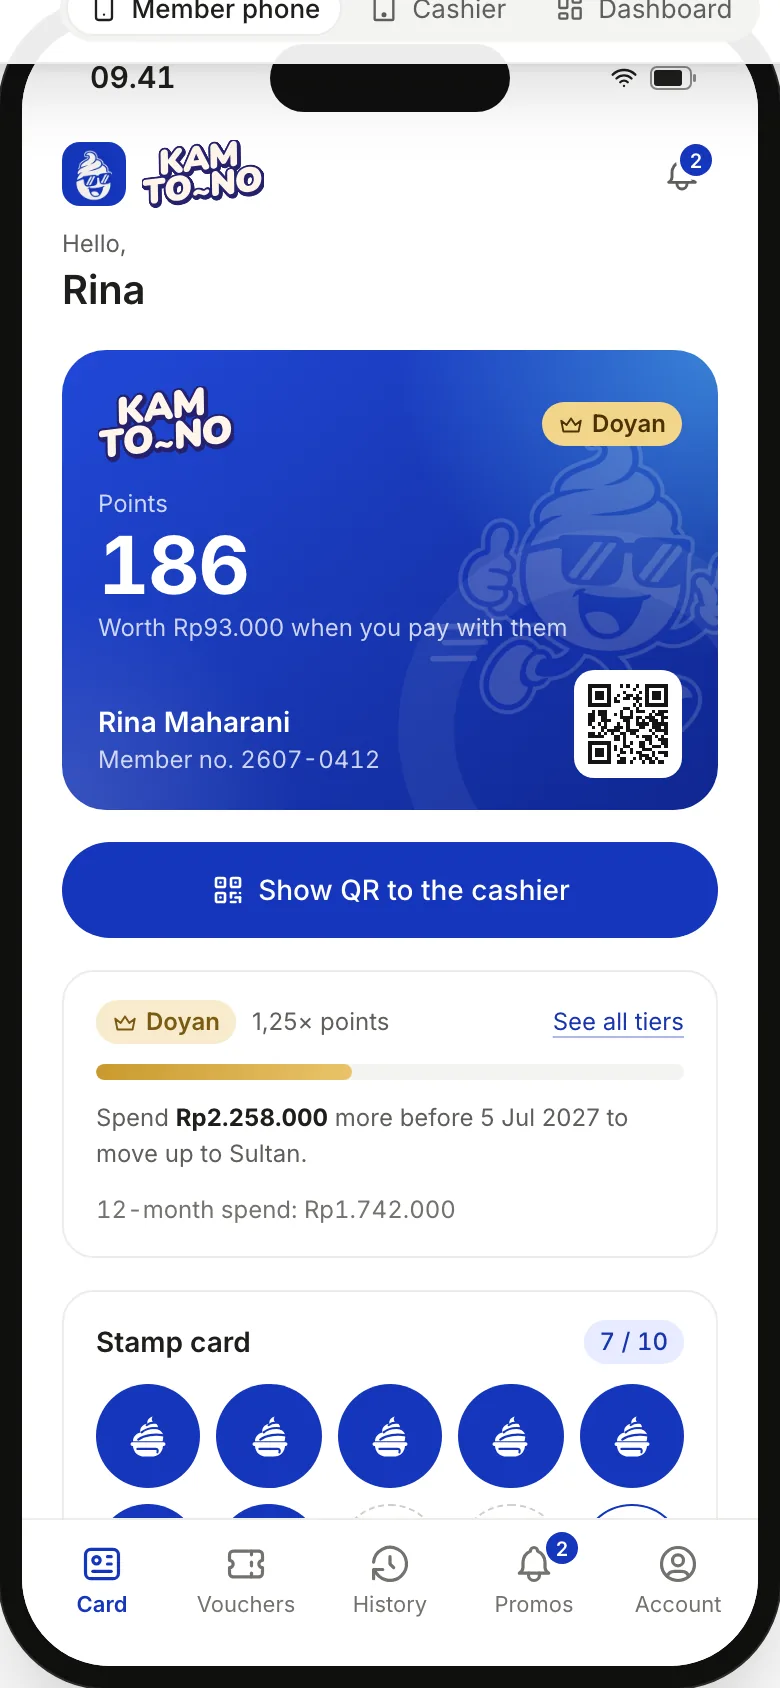 Member phone
Cashier
Dashboard
09.41
KAM
TO~NO
2
Hello,
Rina
KAM
TO~NO
Doyan
Points
186
Worth Rp93.000 when you pay with them
Rina Maharani
Member no. 2607-0412
Show QR to the cashier
Doyan
1,25× points
See all tiers
Spend Rp2.258.000 more before 5 Jul 2027 to
move up to Sultan.
12-month spend: Rp1.742.000
Stamp card
7 / 10
2
Card
Vouchers
History
Promos
Account